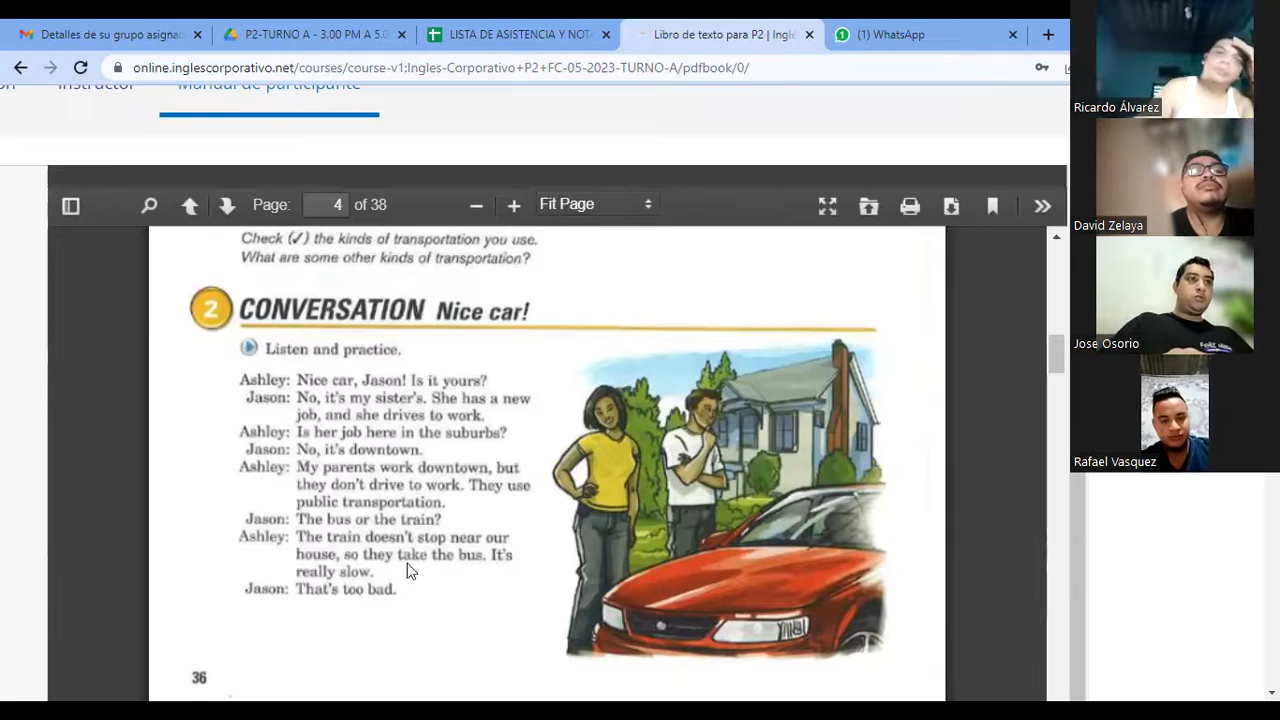 Detalles de su grupo asigna
P2-TURNO A - 3.00 PM A 5.0
LISTA DE ASISTENCIA Y NOT
Libro de texto para P2 | Ingl
(1) WhatsApp
online.inglescorporativo.net/courses/course-v1:Ingles-Corporativo+P2+FC-05-2023-TURNO-A/pdfbook/0/
Instructor
Manual de participante
Page: 4 of 38
Fit Page
Check (✓) the kinds of transportation you use.
What are some other kinds of transportation?
2 CONVERSATION Nice car!
Listen and practice.
Ashley: Nice car, Jason! Is it yours?
Jason: No, it's my sister's. She has a new
job, and she drives to work.
Ashley: Is her job here in the suburbs?
Jason: No, it's downtown.
Ashley: My parents work downtown, but
they don't drive to work. They use
public transportation.
Jason: The bus or the train?
Ashley: The train doesn't stop near our
house, so they take the bus. It's
really slow.
Jason: That's too bad.
36
Ricardo Álvarez
David Zelaya
Jose Osorio
Rafael Vasquez